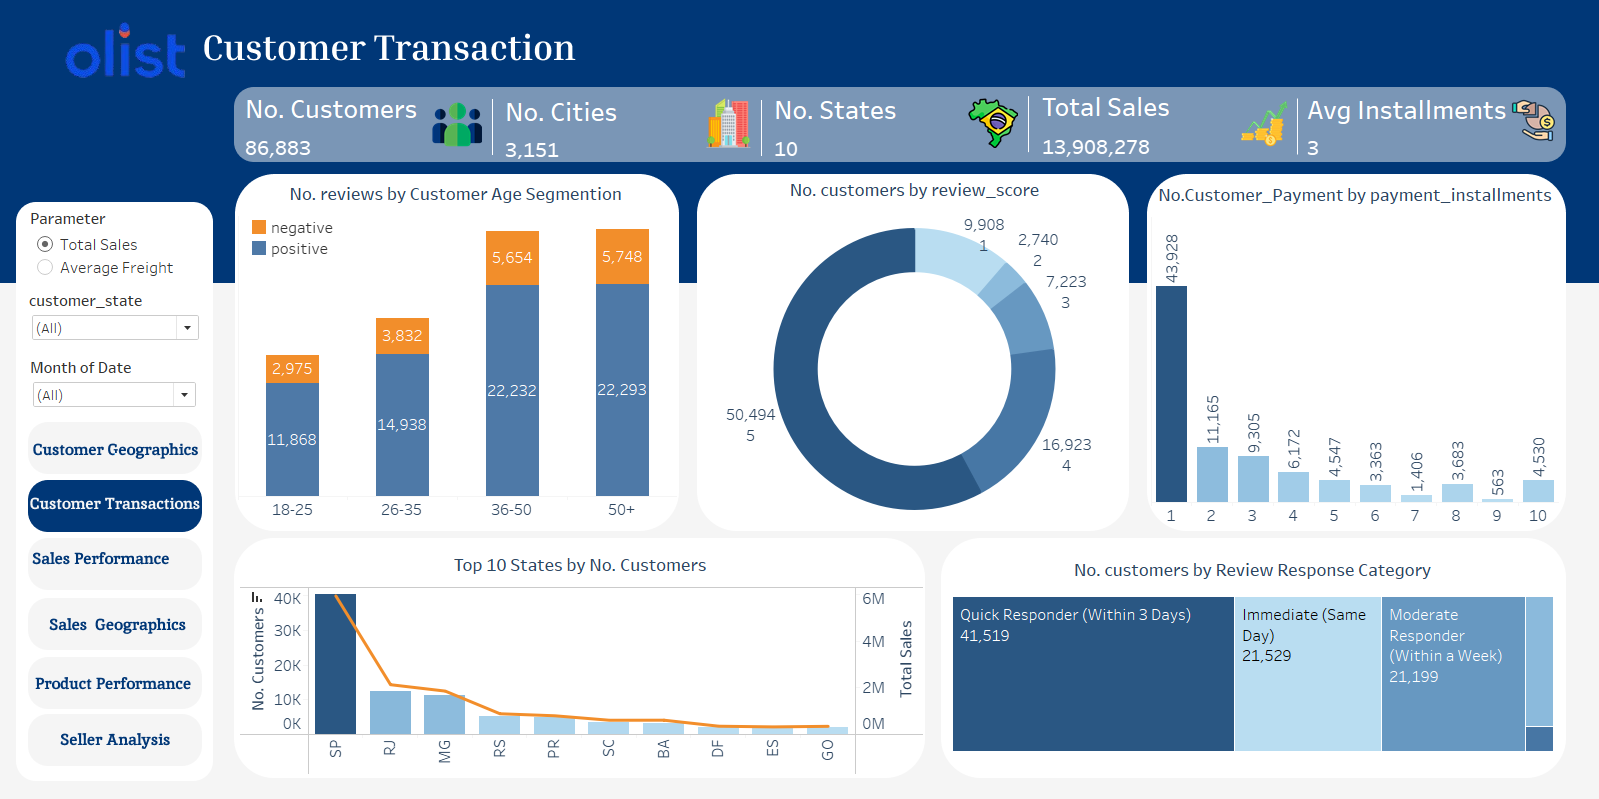 olist
Customer Transaction
No. Customers
86,883
No. Cities
3,151
No. States
10
Total Sales
13,908,278
Avg Installments
3
Parameter
Total Sales
Average Freight
customer_state
(All)
Month of Date
(All)
Customer Geographics
Customer Transactions
Sales Performance
Sales Geographics
Product Performance
Seller Analysis
No. reviews by Customer Age Segmention
negative
positive
2,975
11,868
3,832
14,938
5,654
22,232
5,748
22,293
18-25
26-35
36-50
50+
No. customers by review_score
9,908
1
2,740
2
7,223
3
16,923
4
50,494
5
No.Customer_Payment by payment_installments
43,928
11,165
9,305
6,172
4,547
3,363
1,406
3,683
563
4,530
1
2
3
4
5
6
7
8
9
10
Top 10 States by No. Customers
No. Customers
40K
30K
20K
10K
0K
6M
4M
2M
0M
Total Sales
SP
RJ
MG
RS
PR
SC
BA
DF
ES
GO
No. customers by Review Response Category
Quick Responder (Within 3 Days)
41,519
Immediate (Same
Day)
21,529
Moderate
Responder
(Within a Week)
21,199